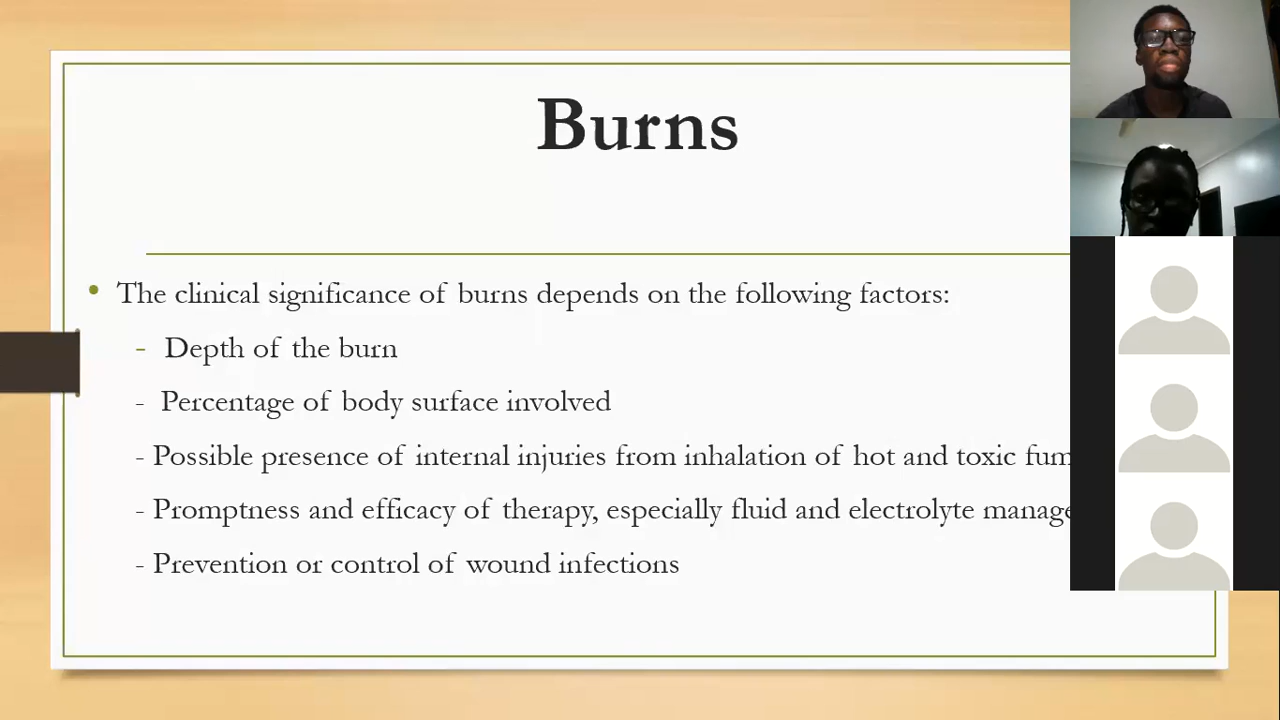 Burns
• The clinical significance of burns depends on the following factors:
- Depth of the burn
- Percentage of body surface involved
- Possible presence of internal injuries from inhalation of hot and toxic
- Promptness and efficacy of therapy, especially fluid and electrolyte
- Prevention or control of wound infections